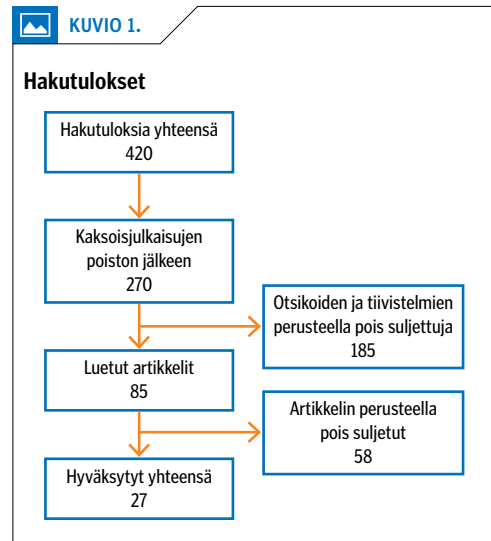 KUVIO 1.
Hakutulokset
Hakutuloksia yhteensä
420
Kaksoisjulkaisujen
poiston jälkeen
270
Otsikoiden ja tiivistelmien
perusteella pois suljettuja
185
Luetut artikkelit
85
Artikkelin perusteella
pois suljetut
58
Hyväksytyt yhteensä
27